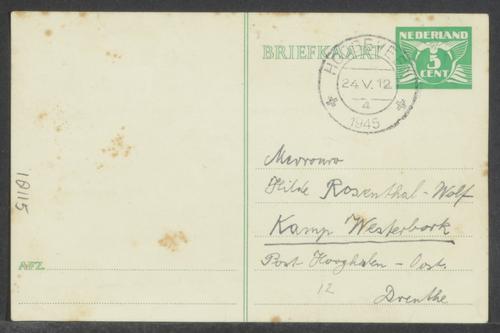 NEDERLAND
5
CENT
BRIEFKAART
24.V.12
4
1945
Mevrouw
Hilde Rosenthal-Wolf
Kamp Westerbork
Post Hooghalen - Oost.
12
Drenthe
AFZ.
18115